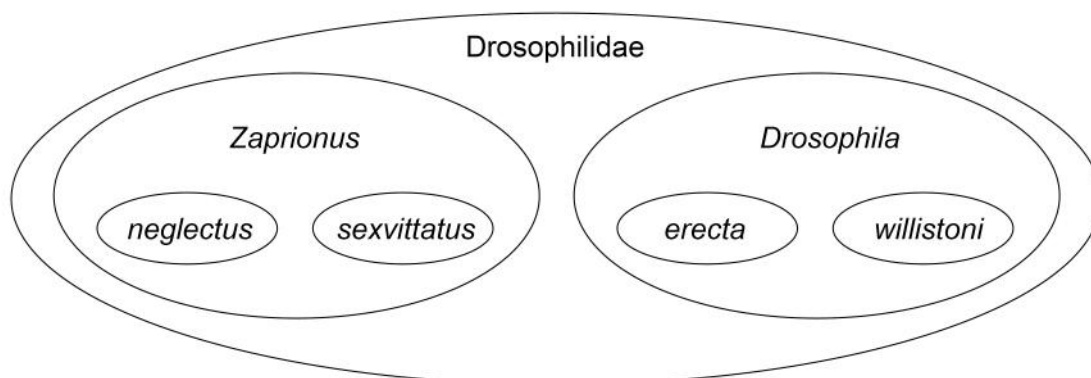 Drosophilidae
Zaprionus
Drosophila
neglectus
sexvittatus
erecta
willistoni